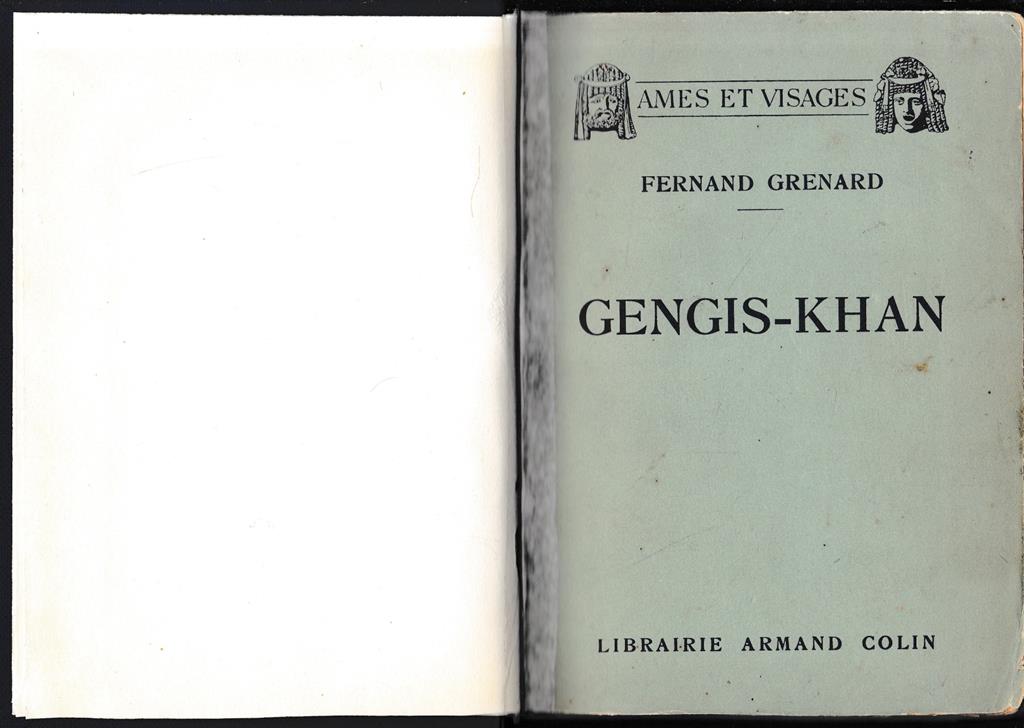 AMES ET VISAGES
FERNAND GRENARD
GENGIS-KHAN
LIBRAIRIE ARMAND COLIN